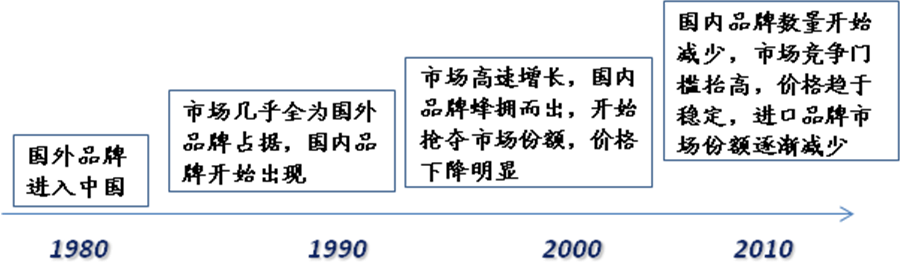 国外品牌
进入中国
市场几乎全为国外
品牌占据，国内品
牌开始出现
市场高速增长，国内
品牌蜂拥而出，开始
抢夺市场份额，价格
下降明显
国内品牌数量开始
减少，市场竞争门
槛抬高，价格趋于
稳定，进口品牌市
场份额逐渐减少
1980
1990
2000
2010